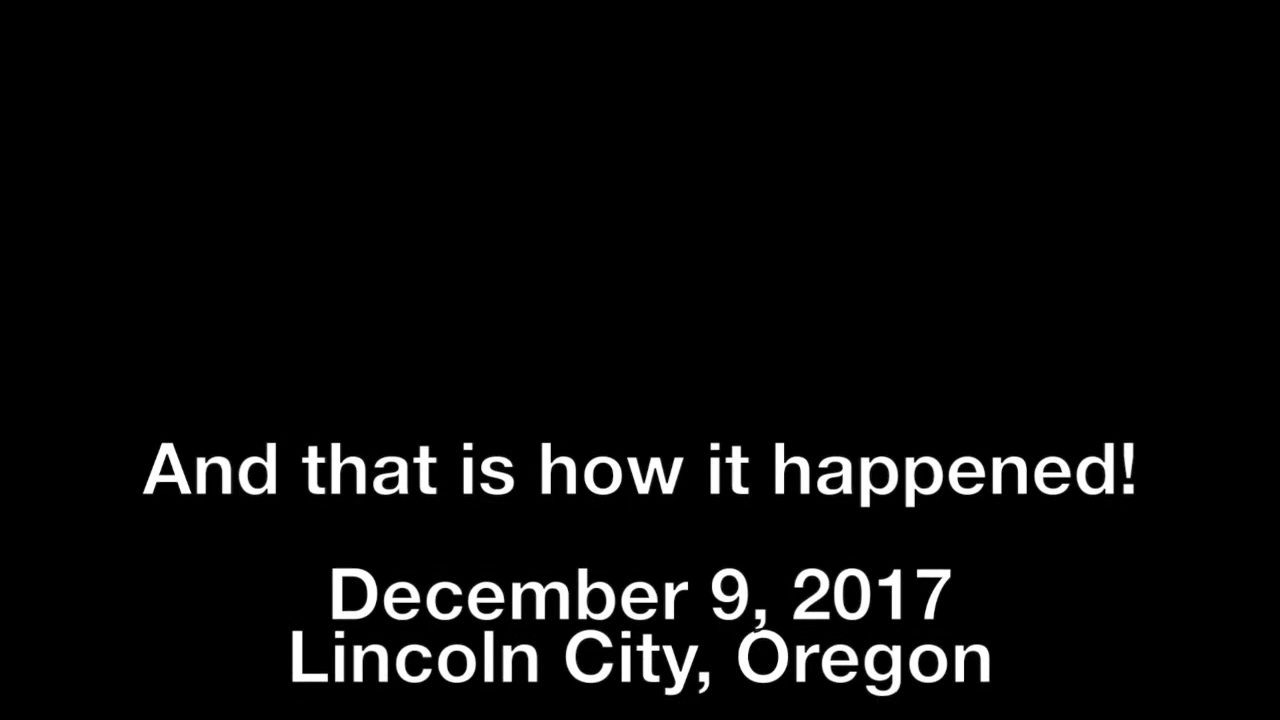 And that is how it happened!
December 9, 2017
Lincoln City, Oregon